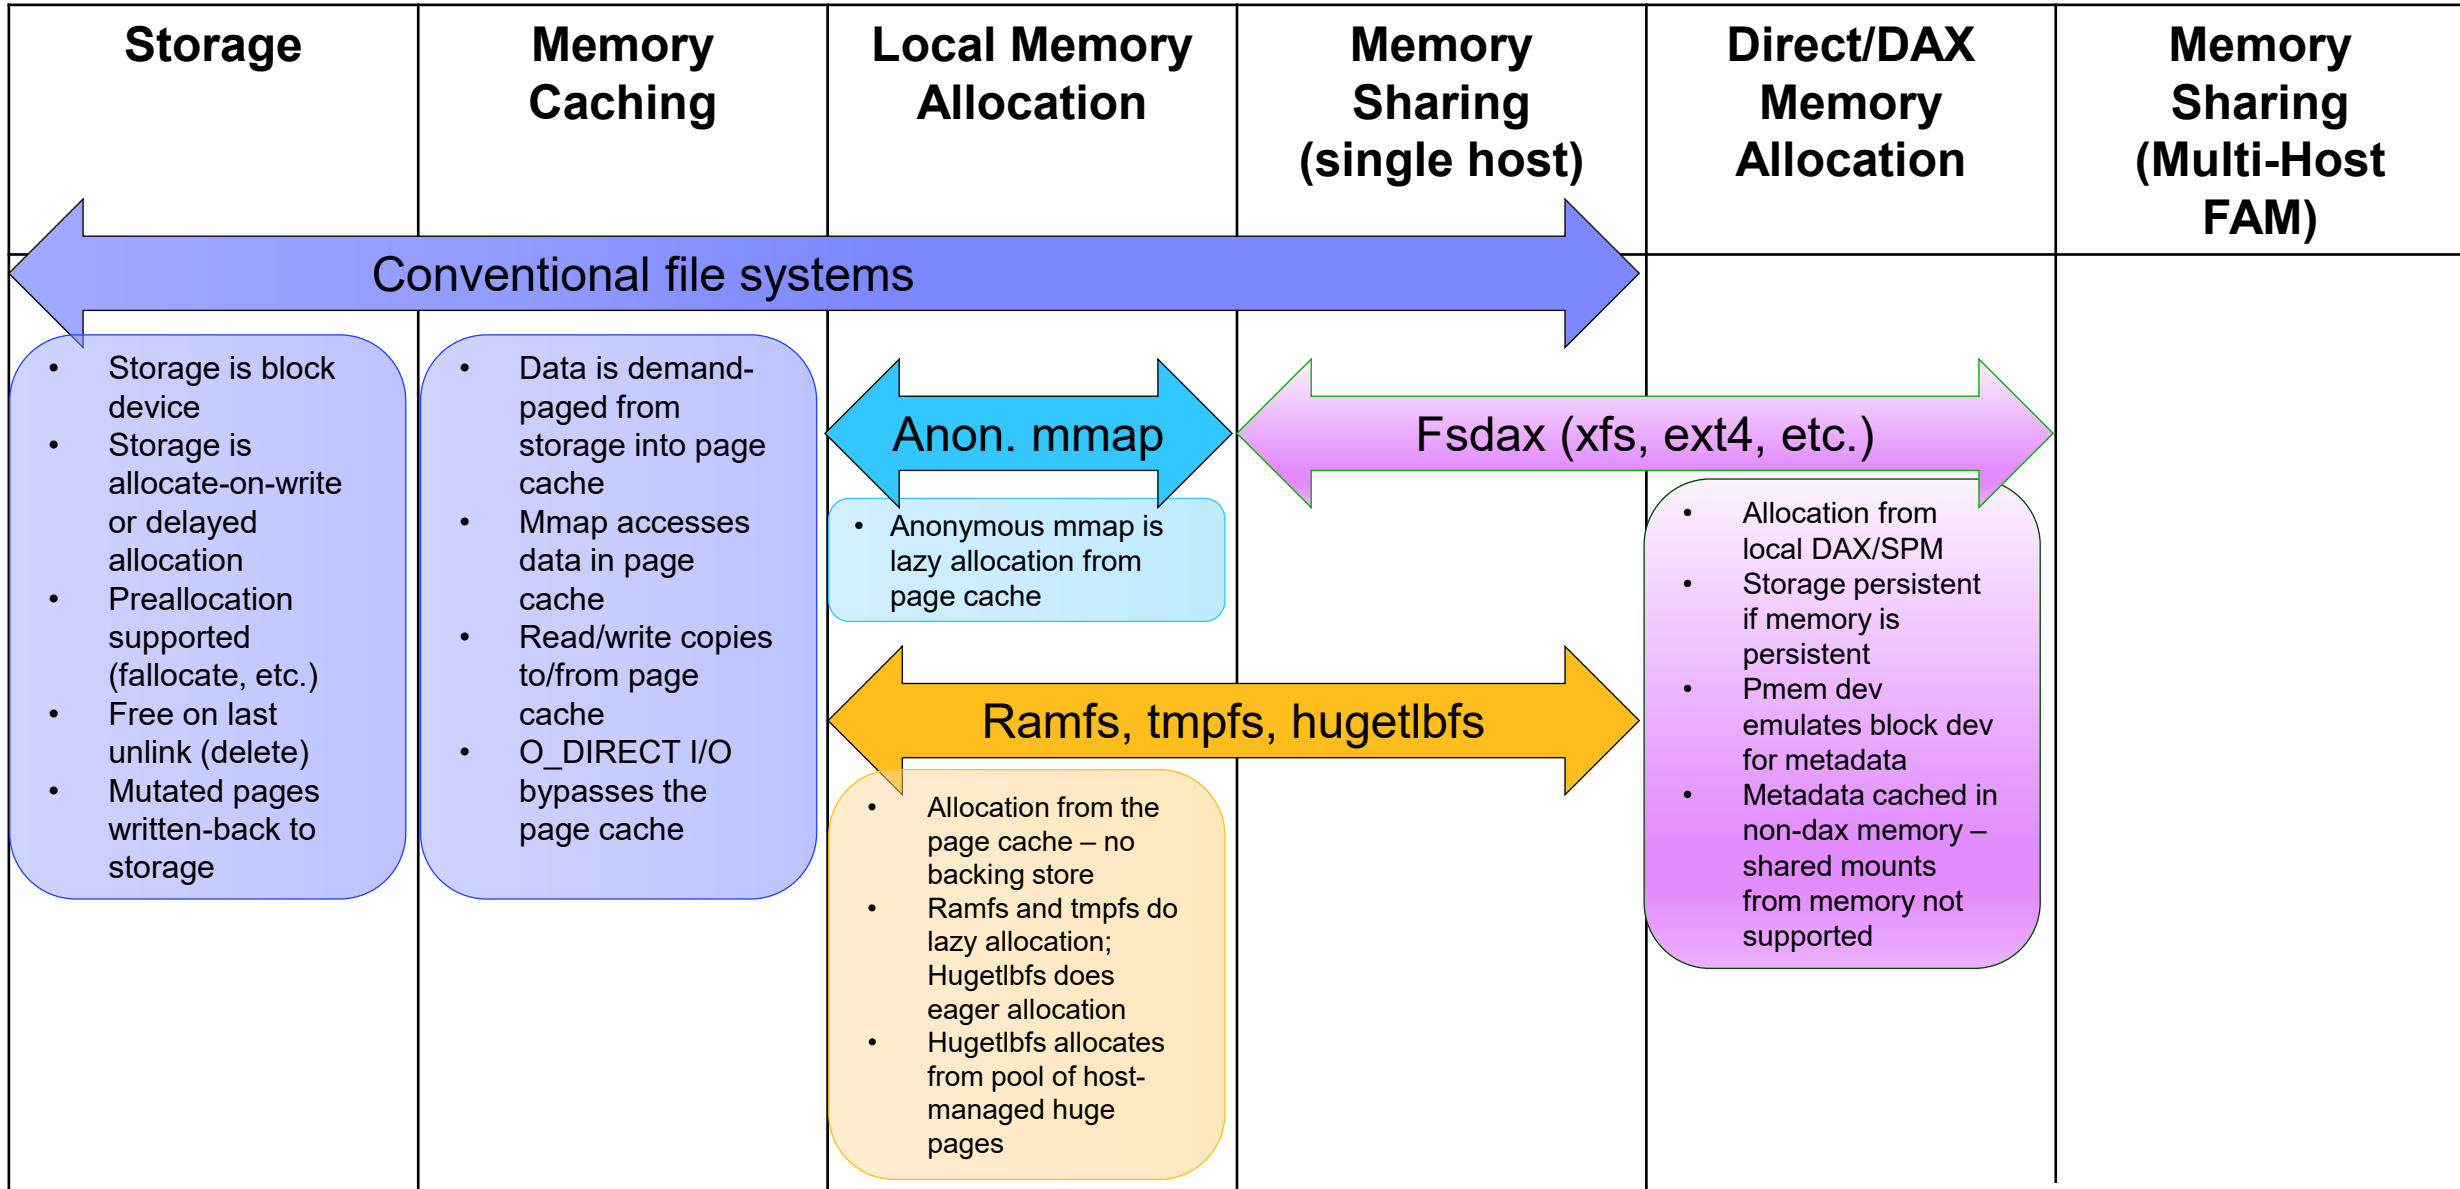 Storage
Memory
Caching
Local Memory
Allocation
Memory
Sharing
(single host)
Direct/DAX
Memory
Allocation
Memory
Sharing
(Multi-Host
FAM)
Conventional file systems
• Storage is block
device
• Storage is
allocate-on-write
or delayed
allocation
• Preallocation
supported
(fallocate, etc.)
• Free on last
unlink (delete)
• Mutated pages
written-back to
storage
• Data is demand-
paged from
storage into page
cache
• Mmap accesses
data in page
cache
• Read/write copies
to/from page
cache
• O_DIRECT I/O
bypasses the
page cache
Anon. mmap
• Anonymous mmap is
lazy allocation from
page cache
Ramfs, tmpfs, hugetlbfs
• Allocation from the
page cache – no
backing store
• Ramfs and tmpfs do
lazy allocation;
Hugetlbfs does
eager allocation
• Hugetlbfs allocates
from pool of host-
managed huge
pages
Fsdax (xfs, ext4, etc.)
• Allocation from
local DAX/SPM
• Storage persistent
if memory is
persistent
• Pmem dev
emulates block dev
for metadata
• Metadata cached in
non-dax memory –
shared mounts
from memory not
supported